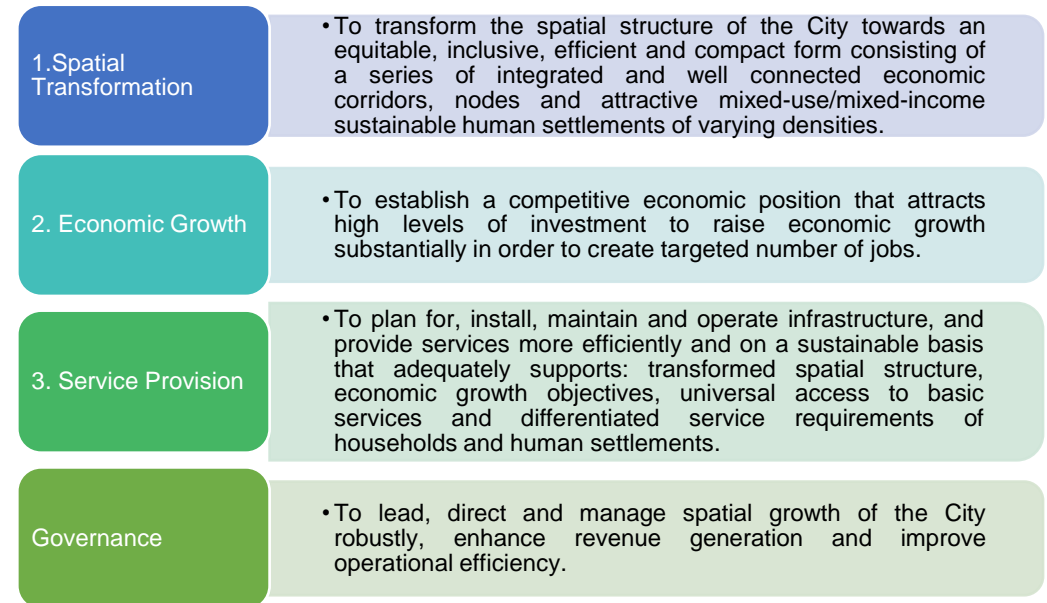 1.Spatial
Transformation
• To transform the spatial structure of the City towards an
equitable, inclusive, efficient and compact form consisting of
a series of integrated and well connected economic
corridors, nodes and attractive mixed-use/mixed-income
sustainable human settlements of varying densities.
2. Economic Growth
• To establish a competitive economic position that attracts
high levels of investment to raise economic growth
substantially in order to create targeted number of jobs.
3. Service Provision
• To plan for, install, maintain and operate infrastructure, and
provide services more efficiently and on a sustainable basis
that adequately supports: transformed spatial structure,
economic growth objectives, universal access to basic
services and differentiated service requirements of
households and human settlements.
Governance
• To lead, direct and manage spatial growth of the City
robustly, enhance revenue generation and improve
operational efficiency.